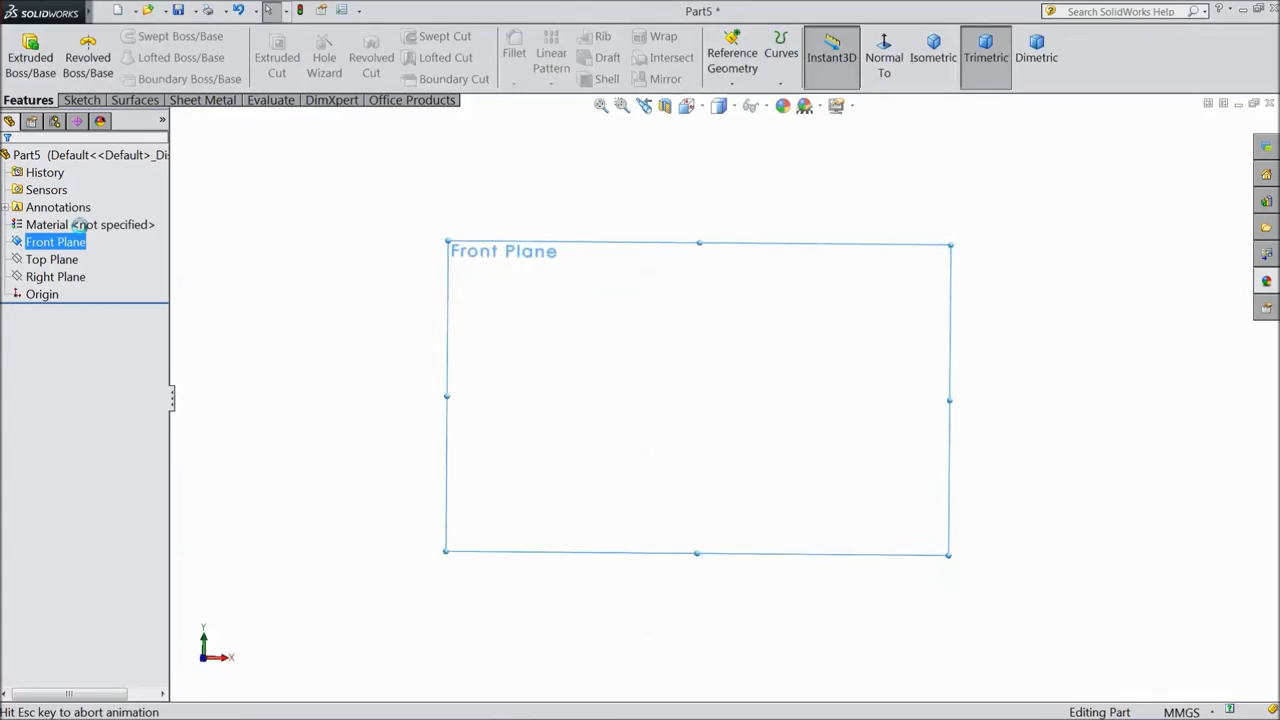 SOLIDWORKS
Part5 *
Search SolidWorks Help
Extruded Boss/Base
Revolved Boss/Base
Swept Boss/Base
Lofted Boss/Base
Boundary Boss/Base
Extruded Cut
Hole Wizard
Revolved Cut
Swept Cut
Lofted Cut
Boundary Cut
Fillet
Linear Pattern
Rib
Draft
Shell
Wrap
Intersect
Mirror
Reference Geometry
Curves
Instant3D
Normal To
Isometric
Trimetric
Dimetric
Features Sketch Surfaces Sheet Metal Evaluate DimXpert Office Products
Part5 (Default<<Default>_Dis
History
Sensors
Annotations
Material <not specified>
Front Plane
Top Plane
Right Plane
Origin
Front Plane
Y
X
Hit Esc key to abort animation
Editing Part
MMGS